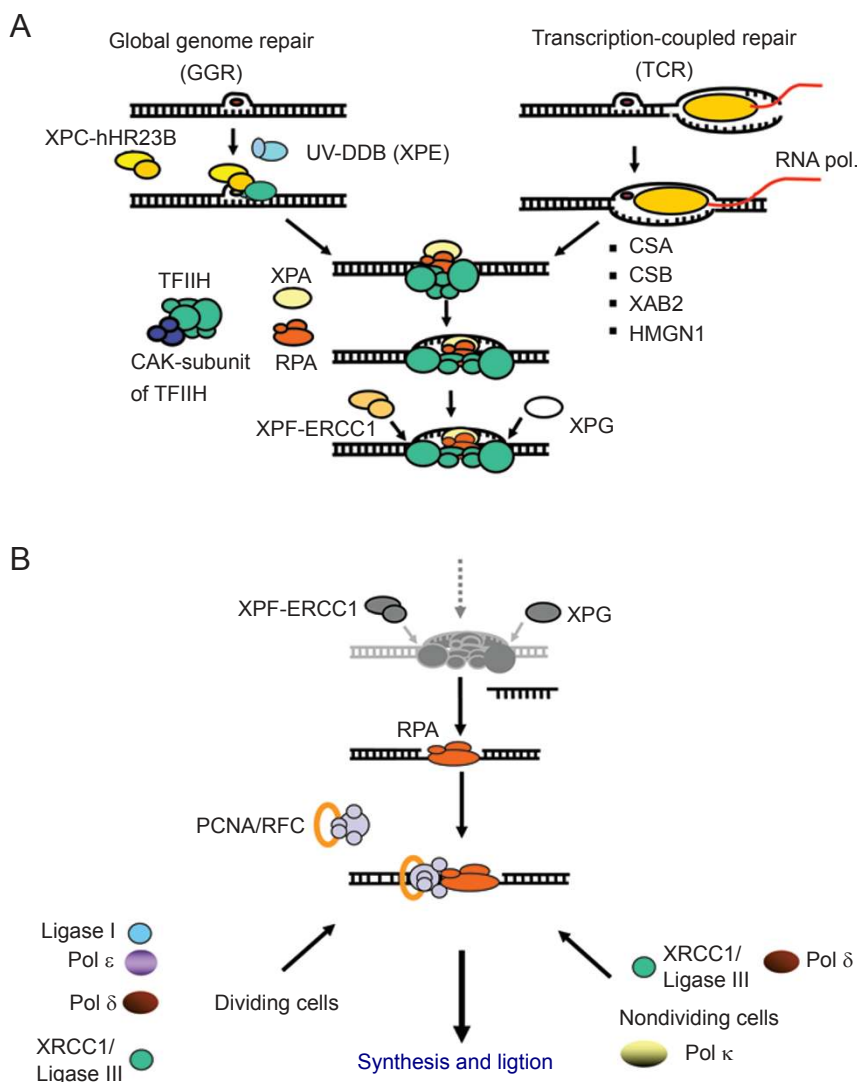 A
Global genome repair
(GGR)
Transcription-coupled repair
(TCR)
XPC-hHR23B
UV-DDB (XPE)
RNA pol.
TFIIH
XPA
CAK-subunit
of TFIIH
RPA
▪ CSA
▪ CSB
▪ XAB2
▪ HMGN1
XPF-ERCC1
XPG
B
XPF-ERCC1
XPG
RPA
PCNA/RFC
Ligase I
Pol ε
Pol δ
XRCC1/
Ligase III
Dividing cells
Synthesis and ligtion
XRCC1/
Ligase III
Pol δ
Nondividing cells
Pol κ